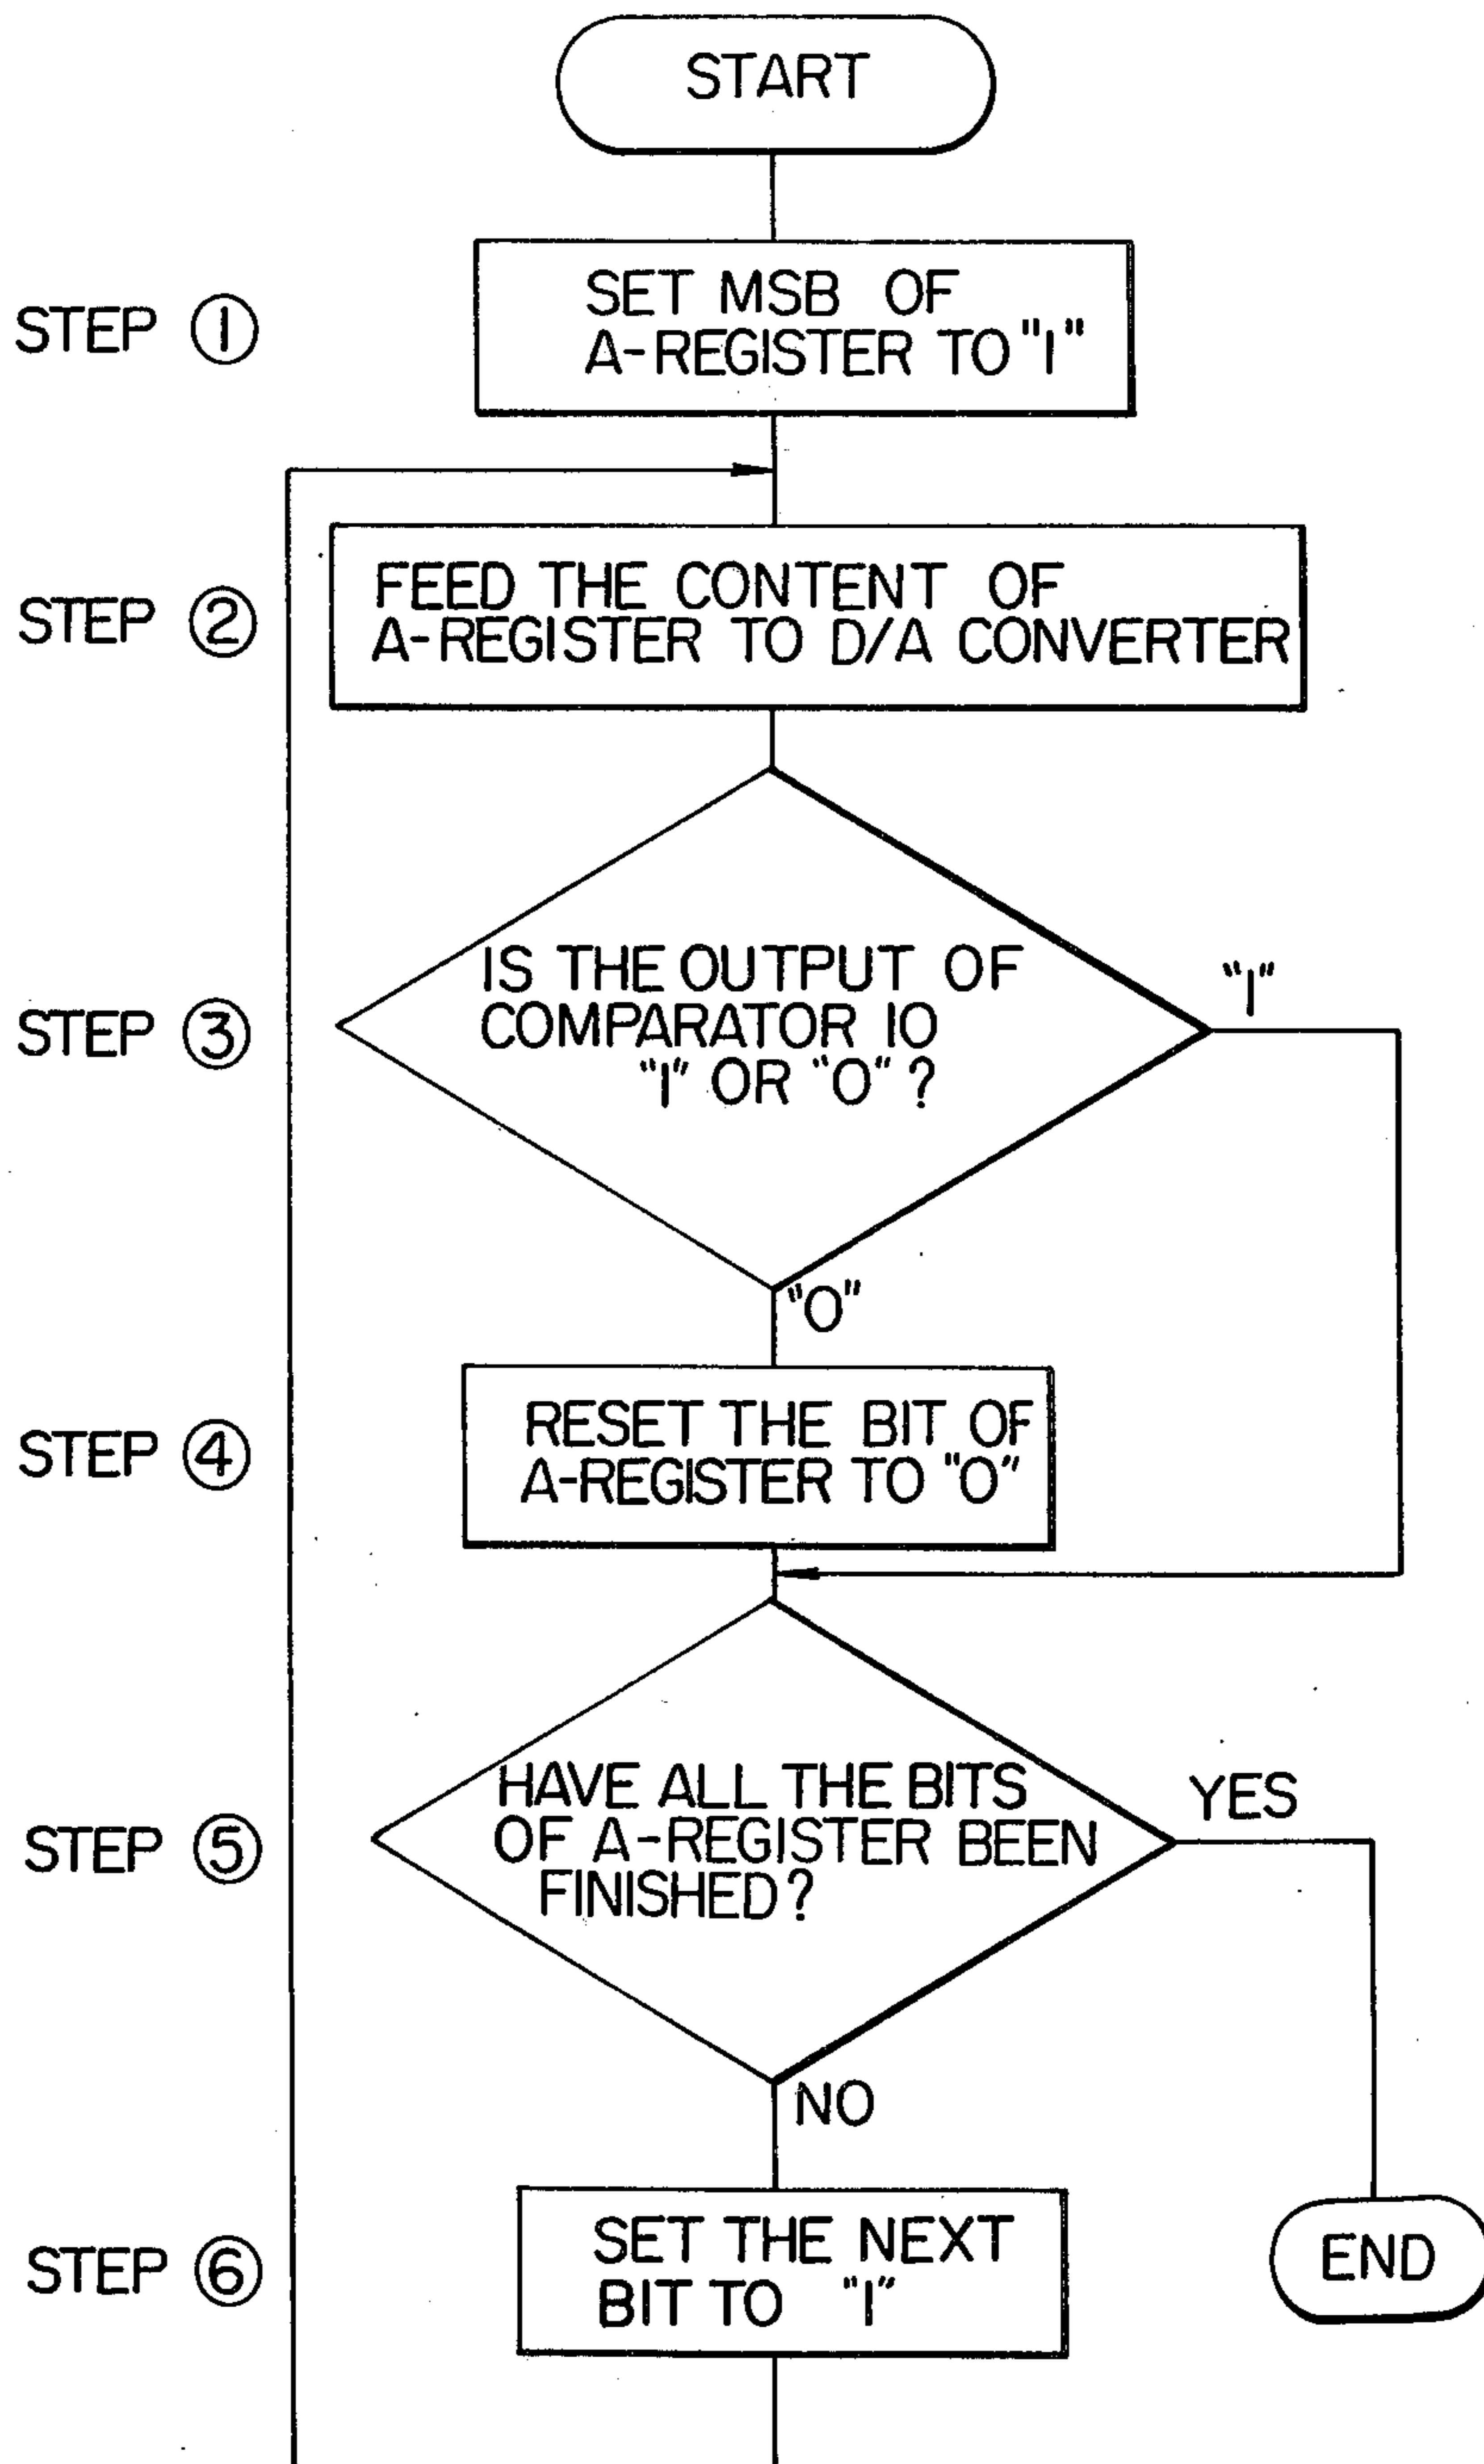 START
STEP ①
SET MSB OF
A-REGISTER TO "1"
STEP ②
FEED THE CONTENT OF
A-REGISTER TO D/A CONVERTER
STEP ③
IS THE OUTPUT OF
COMPARATOR 10
"1" OR "0" ?
"1"
"0"
STEP ④
RESET THE BIT OF
A-REGISTER TO "0"
STEP ⑤
HAVE ALL THE BITS
OF A-REGISTER BEEN
FINISHED?
YES
NO
STEP ⑥
SET THE NEXT
BIT TO "1"
END